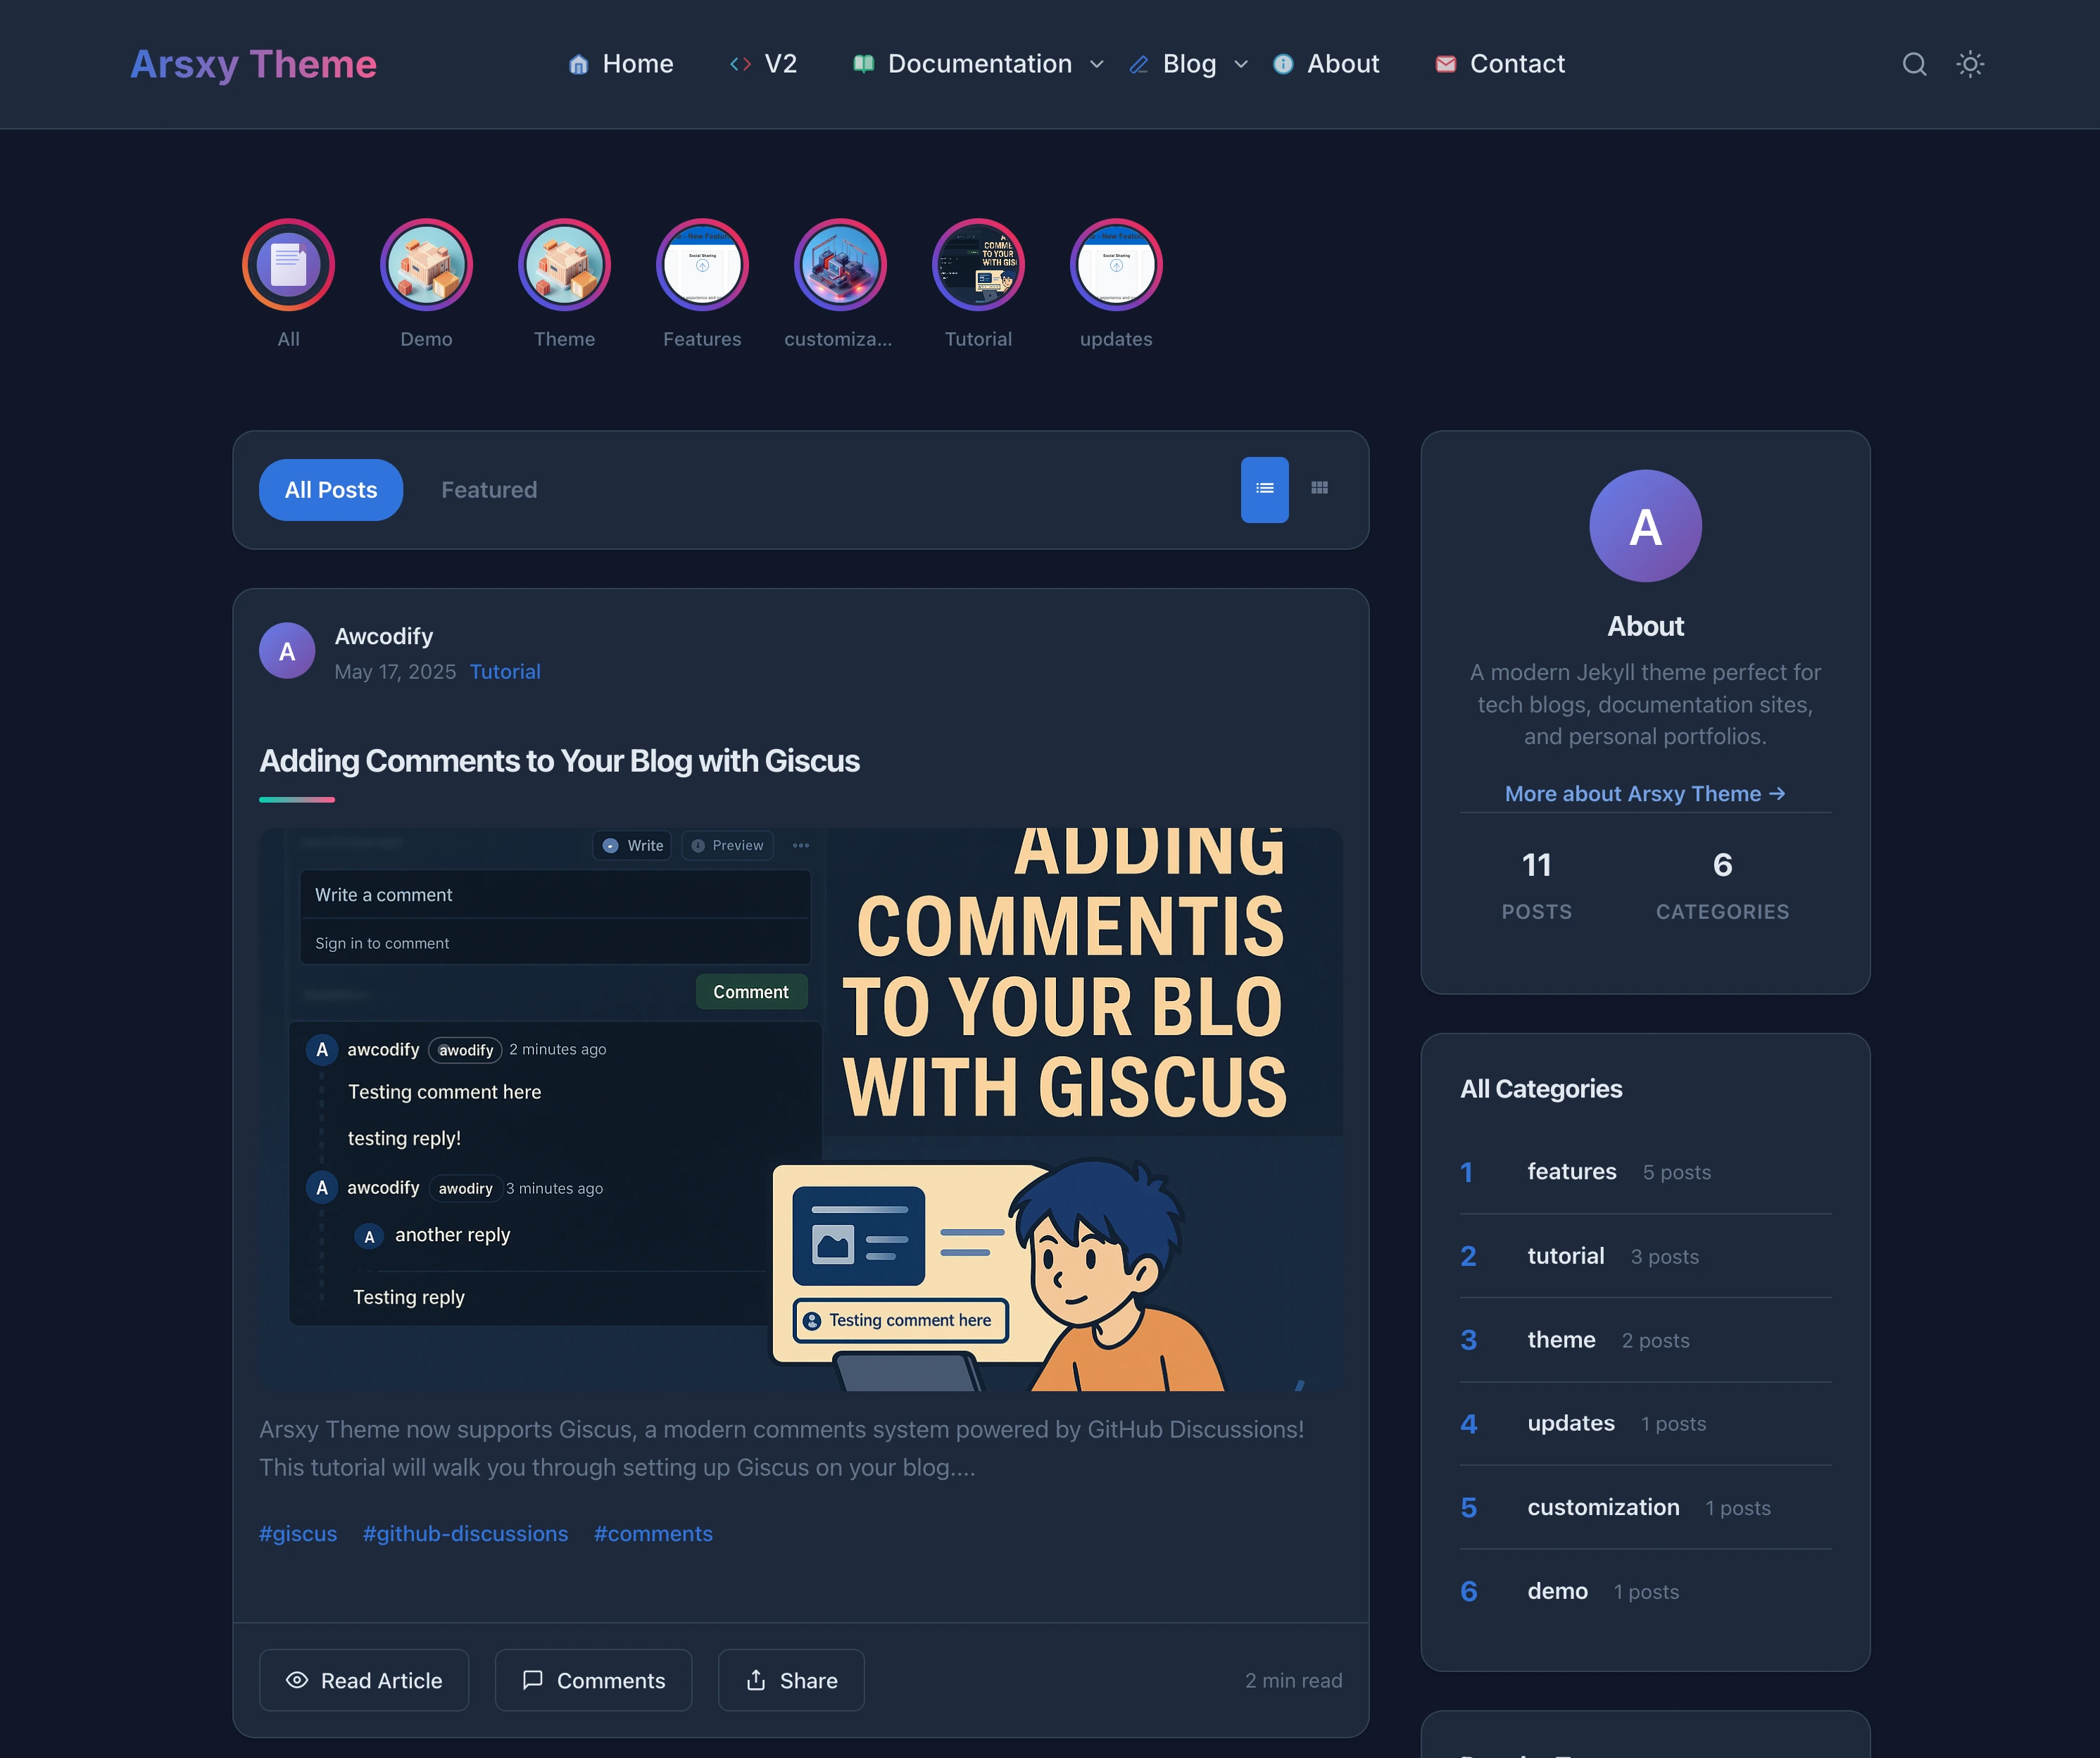 Arsxy Theme
Home
V2
Documentation
Blog
About
Contact
All
Demo
Theme
Features
customiza...
Tutorial
updates
All Posts
Featured
A
Awcodify
May 17, 2025 Tutorial
Adding Comments to Your Blog with Giscus
Write
Preview
Write a comment
Sign in to comment
Comment
A awcodify awodify 2 minutes ago
Testing comment here
testing reply!
A awcodify awodiry 3 minutes ago
A another reply
Testing reply
ADDING
COMMENTIS
TO YOUR BLO
WITH GISCUS
Testing comment here
Arsxy Theme now supports Giscus, a modern comments system powered by GitHub Discussions!
This tutorial will walk you through setting up Giscus on your blog....
#giscus #github-discussions #comments
Read Article
Comments
Share
2 min read
A
About
A modern Jekyll theme perfect for
tech blogs, documentation sites,
and personal portfolios.
More about Arsxy Theme →
11
POSTS
6
CATEGORIES
All Categories
1 features 5 posts
2 tutorial 3 posts
3 theme 2 posts
4 updates 1 posts
5 customization 1 posts
6 demo 1 posts